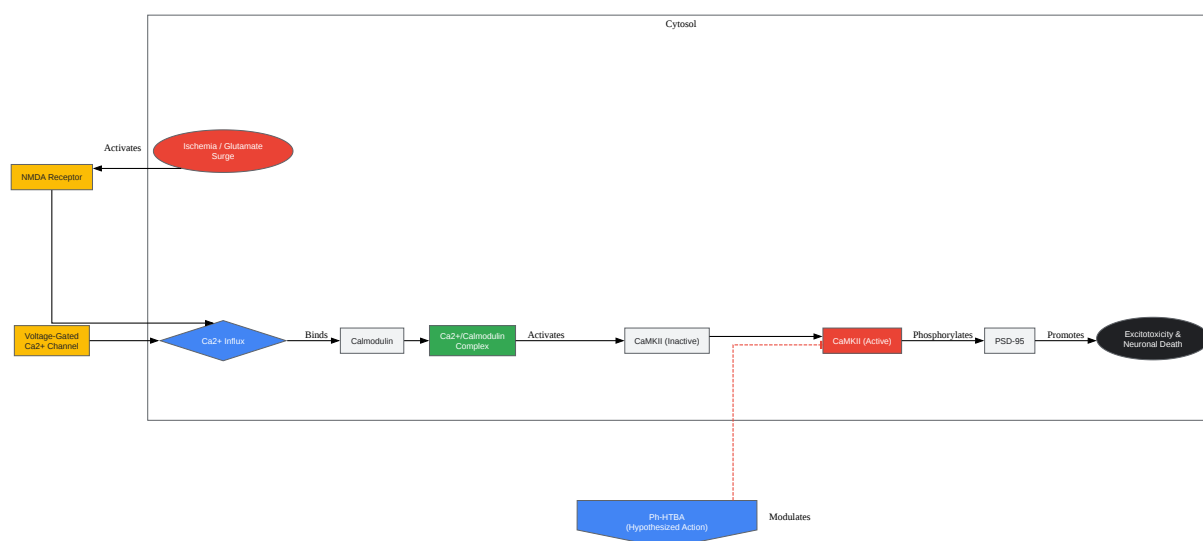 Cytosol
Activates
Ischemia / Glutamate
Surge
NMDA Receptor
Voltage-Gated
Ca2+ Channel
Ca2+ Influx
Binds
Calmodulin
Ca2+/Calmodulin
Complex
Activates
CaMKII (Inactive)
CaMKII (Active)
Phosphorylates
PSD-95
Promotes
Excitotoxicity &
Neuronal Death
Ph-HTBA
(Hypothesized Action)
Modulates